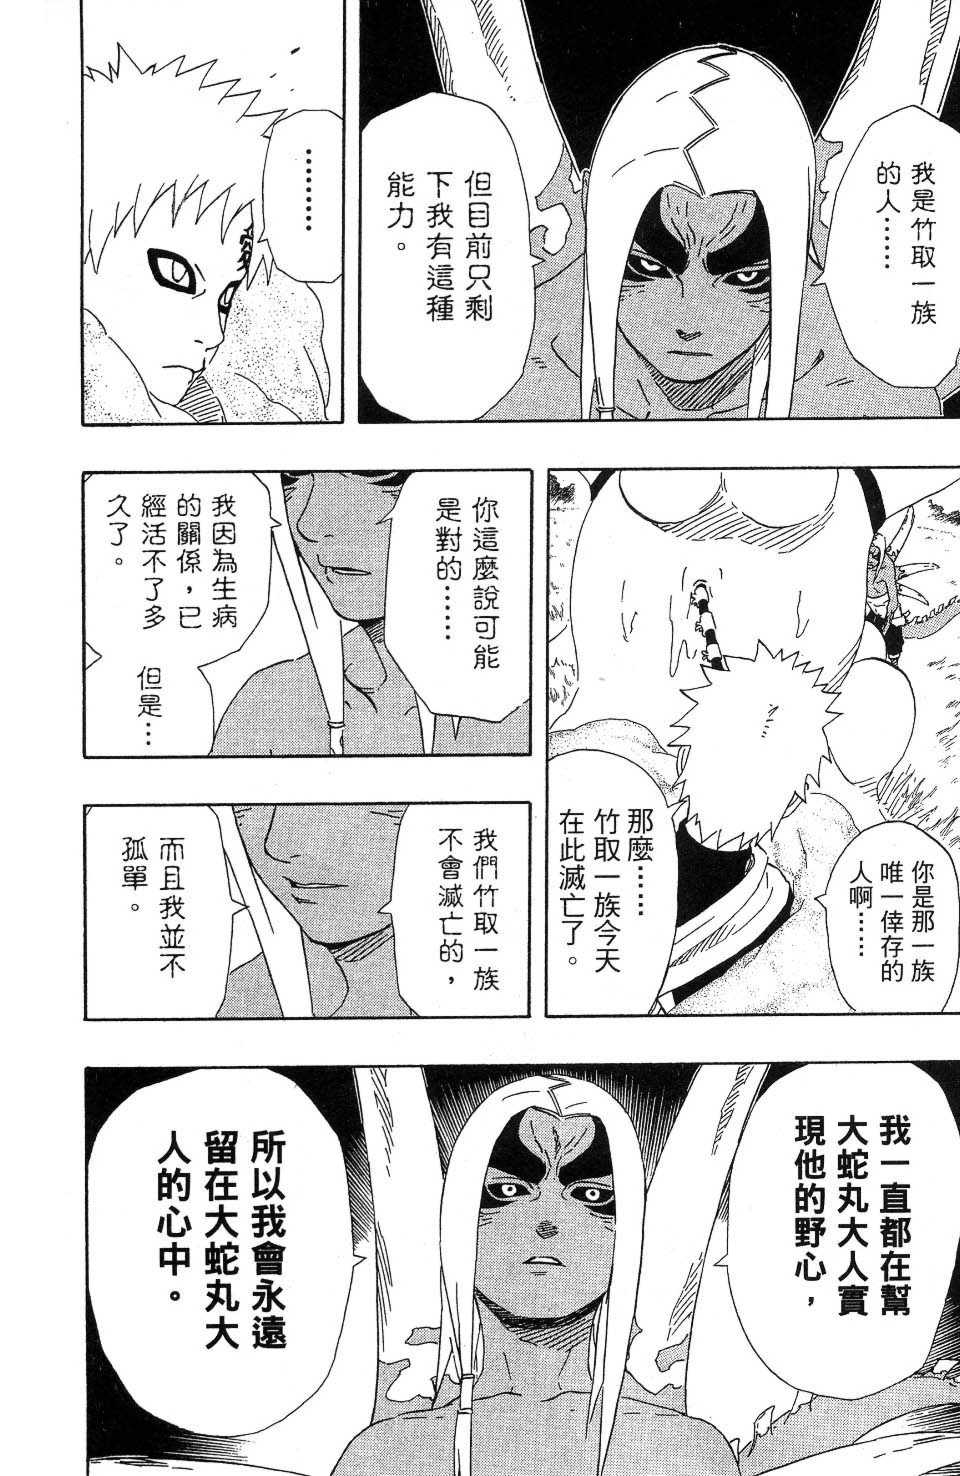 我是竹取一族
的人……
但目前只剩
下我有這種
能力。
………
你是那一族
唯一倖存的
人啊……
那麼……
竹取一族今天
在此滅亡了。
你這麼說可能
是對的……
我因為生病
的關係，已
經活不了多
久了。
但是…
我們竹取一族
不會滅亡的，
而且我並不
孤單。
我一直都在幫
大蛇丸大人實
現他的野心，
所以我會永遠
留在大蛇丸大
人的心中。